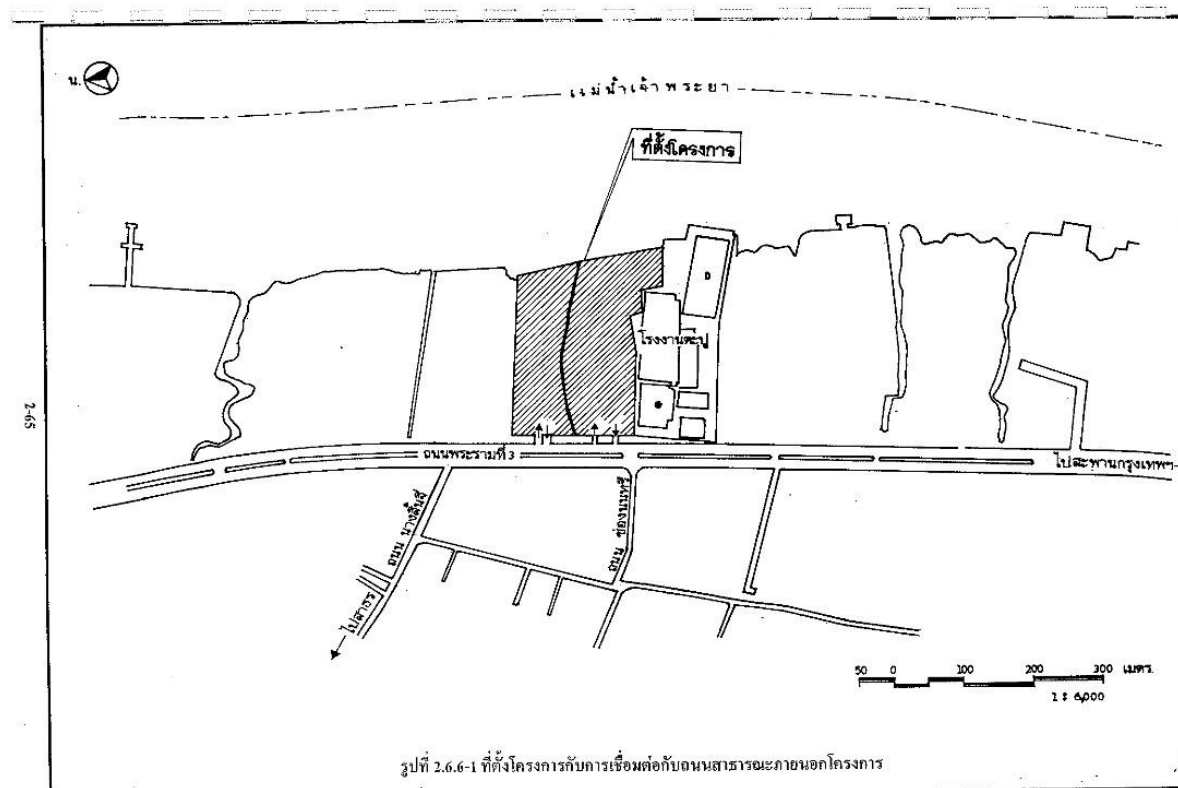 น.
แม่น้ำเจ้าพระยา
ที่ตั้งโครงการ
D
โรงงานตะปู
2-65
ถนนพระรามที่ 3
ไปสะพานกรุงเทพฯ
ถนน นางลิ้นจี่
ถนน ช่องนนทรี
ไปสาธร
50 0 100 200 300 เมตร.
1 : 6,000
รูปที่ 2.6.6-1 ที่ตั้งโครงการกับการเชื่อมต่อกับถนนสาธารณะภายนอกโครงการ